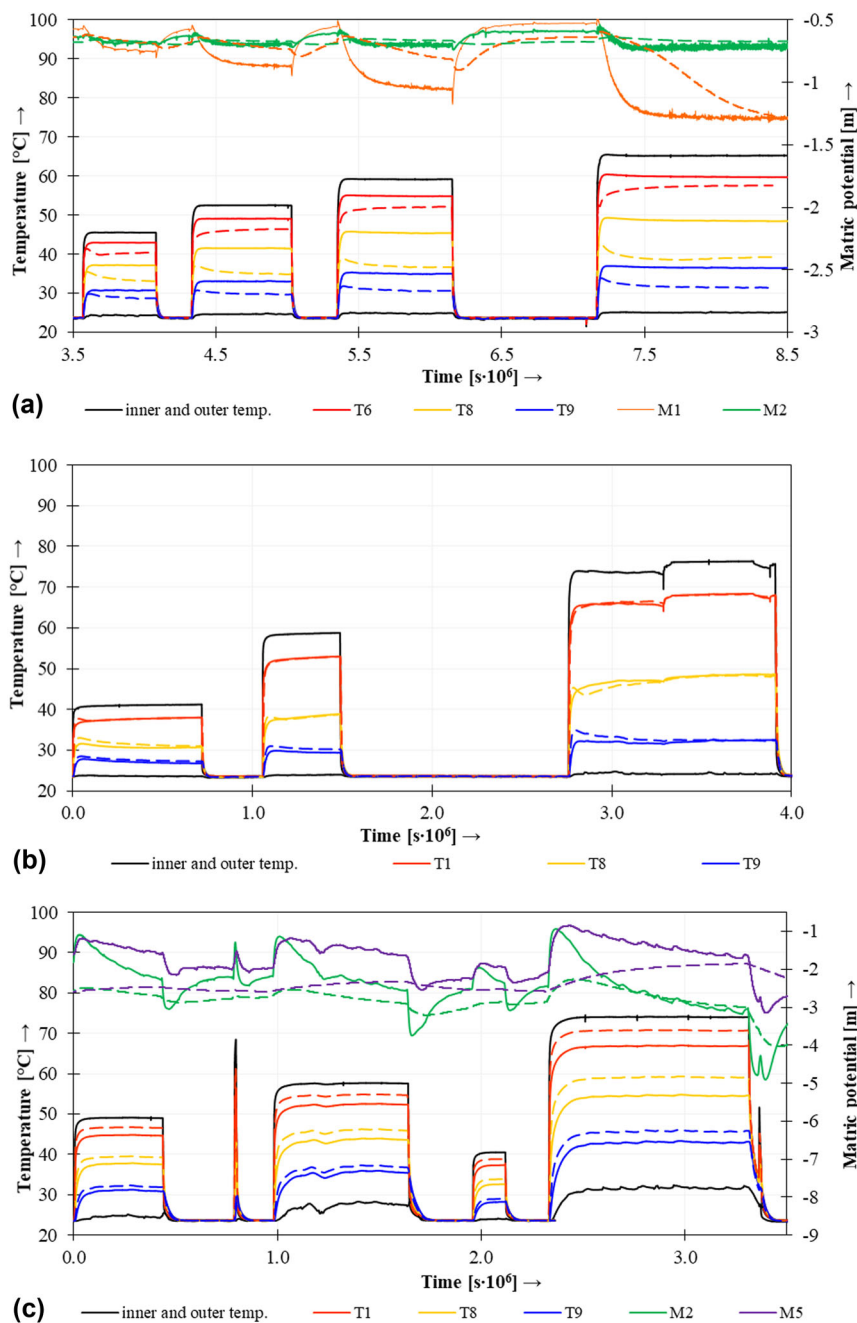 100
90
80
70
60
50
40
30
20
Temperature [°C] →
-0.5
-1
-1.5
-2
-2.5
-3
Matric potential [m] →
3.5 4.5 5.5 6.5 7.5 8.5
Time [s·10⁶] →
(a)
inner and outer temp. T6 T8 T9 M1 M2
100
90
80
70
60
50
40
30
20
Temperature [°C] →
0.0 1.0 2.0 3.0 4.0
Time [s·10⁶] →
(b)
inner and outer temp. T1 T8 T9
100
90
80
70
60
50
40
30
20
Temperature [°C] →
-1
-2
-3
-4
-5
-6
-7
-8
-9
Matric potential [m] →
0.0 1.0 2.0 3.0
Time [s·10⁶] →
(c)
inner and outer temp. T1 T8 T9 M2 M5